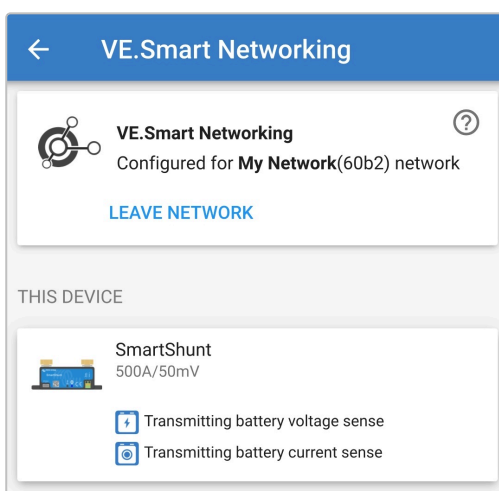 VE.Smart Networking
VE.Smart Networking
Configured for My Network(60b2) network
LEAVE NETWORK
THIS DEVICE
SmartShunt
500A/50mV
Transmitting battery voltage sense
Transmitting battery current sense